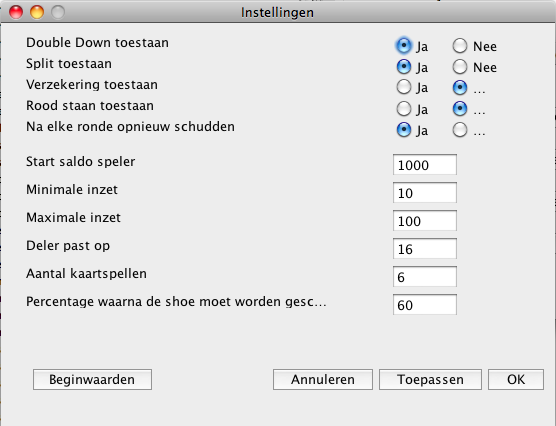 Instellingen
Double Down toestaan Ja Nee
Split toestaan Ja Nee
Verzekering toestaan Ja ...
Rood staan toestaan Ja ...
Na elke ronde opnieuw schudden Ja ...
Start saldo speler 1000
Minimale inzet 10
Maximale inzet 100
Deler past op 16
Aantal kaartspellen 6
Percentage waarna de shoe moet worden gesc... 60
Beginwaarden Annuleren Toepassen OK